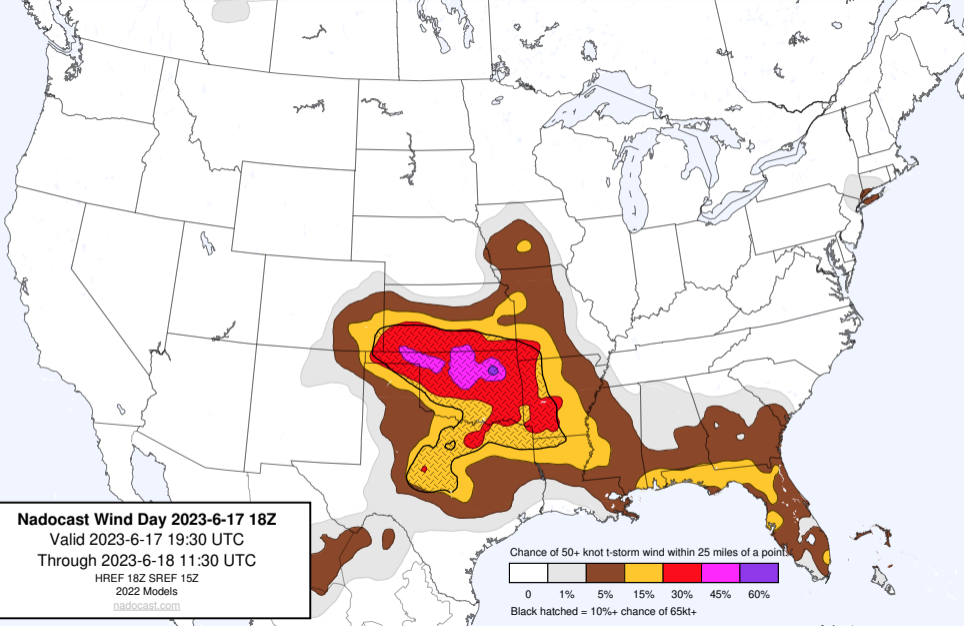 Nadocast Wind Day 2023-6-17 18Z
Valid 2023-6-17 19:30 UTC
Through 2023-6-18 11:30 UTC
HREF 18Z SREF 15Z
2022 Models
nadocast.com
Chance of 50+ knot t-storm wind within 25 miles of a point.
0 1% 5% 15% 30% 45% 60%
Black hatched = 10%+ chance of 65kt+